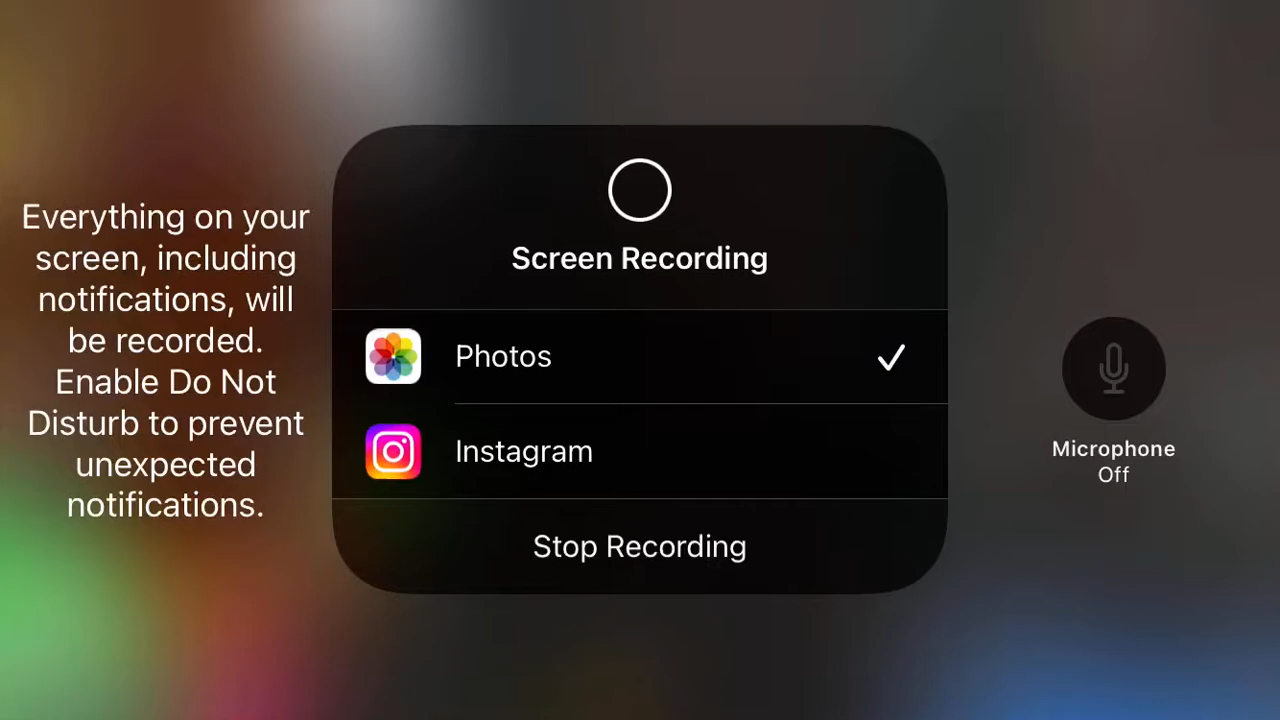 Everything on your
screen, including
notifications, will
be recorded.
Enable Do Not
Disturb to prevent
unexpected
notifications.
Screen Recording
Photos
Instagram
Stop Recording
Microphone
Off